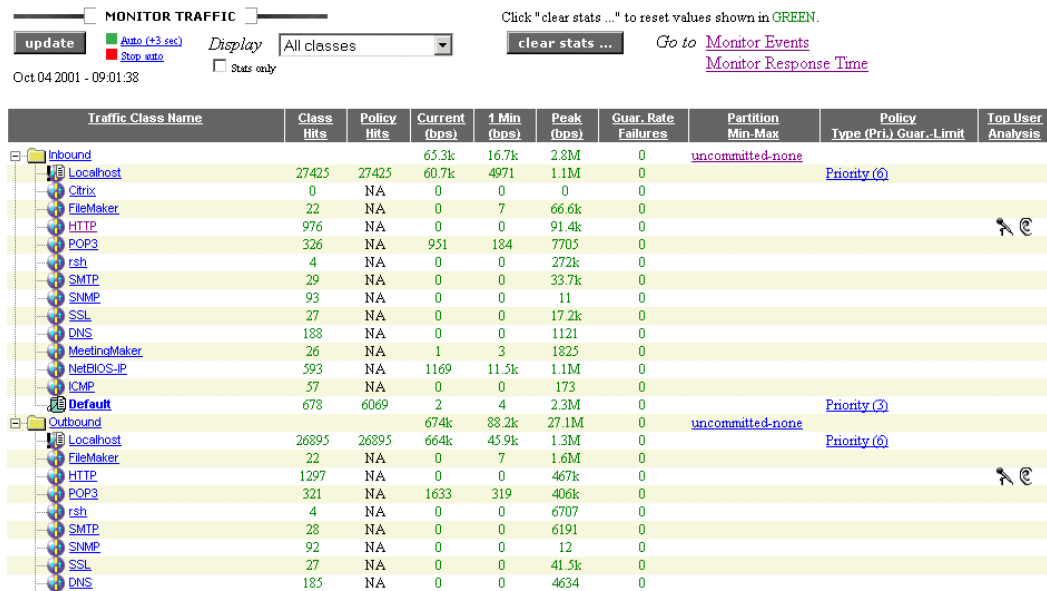 MONITOR TRAFFIC
Click "clear stats ..." to reset values shown in GREEN.
update Auto (+3 sec) Stop auto Display All classes Stats only clear stats ... Go to Monitor Events
Monitor Response Time
Oct 04 2001 - 09:01:38
Traffic Class Name Class Hits Policy Hits Current (bps) 1 Min (bps) Peak (bps) Guar. Rate Failures Partition Min-Max Policy Type (Pri.) Guar.-Limit Top User Analysis
Inbound 65.3k 16.7k 2.8M 0 uncommitted-none
Localhost 27425 27425 60.7k 4971 1.1M 0 Priority (6)
Citrix 0 NA 0 0 0 0
FileMaker 22 NA 0 7 66.6k 0
HTTP 976 NA 0 0 91.4k 0
POP3 326 NA 951 184 7705 0
rsh 4 NA 0 0 272k 0
SMTP 29 NA 0 0 33.7k 0
SNMP 93 NA 0 0 11 0
SSL 27 NA 0 0 17.2k 0
DNS 188 NA 0 0 1121 0
MeetingMaker 26 NA 1 3 1825 0
NetBIOS-IP 593 NA 1169 11.5k 1.1M 0
ICMP 57 NA 0 0 173 0
Default 678 6069 2 4 2.3M 0 Priority (3)
Outbound 674k 88.2k 27.1M 0 uncommitted-none
Localhost 26895 26895 664k 45.9k 1.3M 0 Priority (6)
FileMaker 22 NA 0 7 1.6M 0
HTTP 1297 NA 0 0 467k 0
POP3 321 NA 1633 319 406k 0
rsh 4 NA 0 0 6707 0
SMTP 28 NA 0 0 6191 0
SNMP 92 NA 0 0 12 0
SSL 27 NA 0 0 41.5k 0
DNS 185 NA 0 0 4634 0